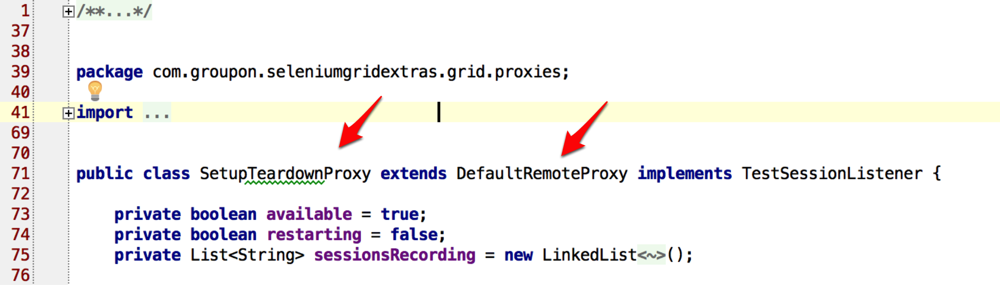 1 /**...*/
37
38
39 package com.groupon.seleniumgridextras.grid.proxies;
40
41 import ...
69
70
71 public class SetupTeardownProxy extends DefaultRemoteProxy implements TestSessionListener {
72
73 private boolean available = true;
74 private boolean restarting = false;
75 private List<String> sessionsRecording = new LinkedList<~>();
76